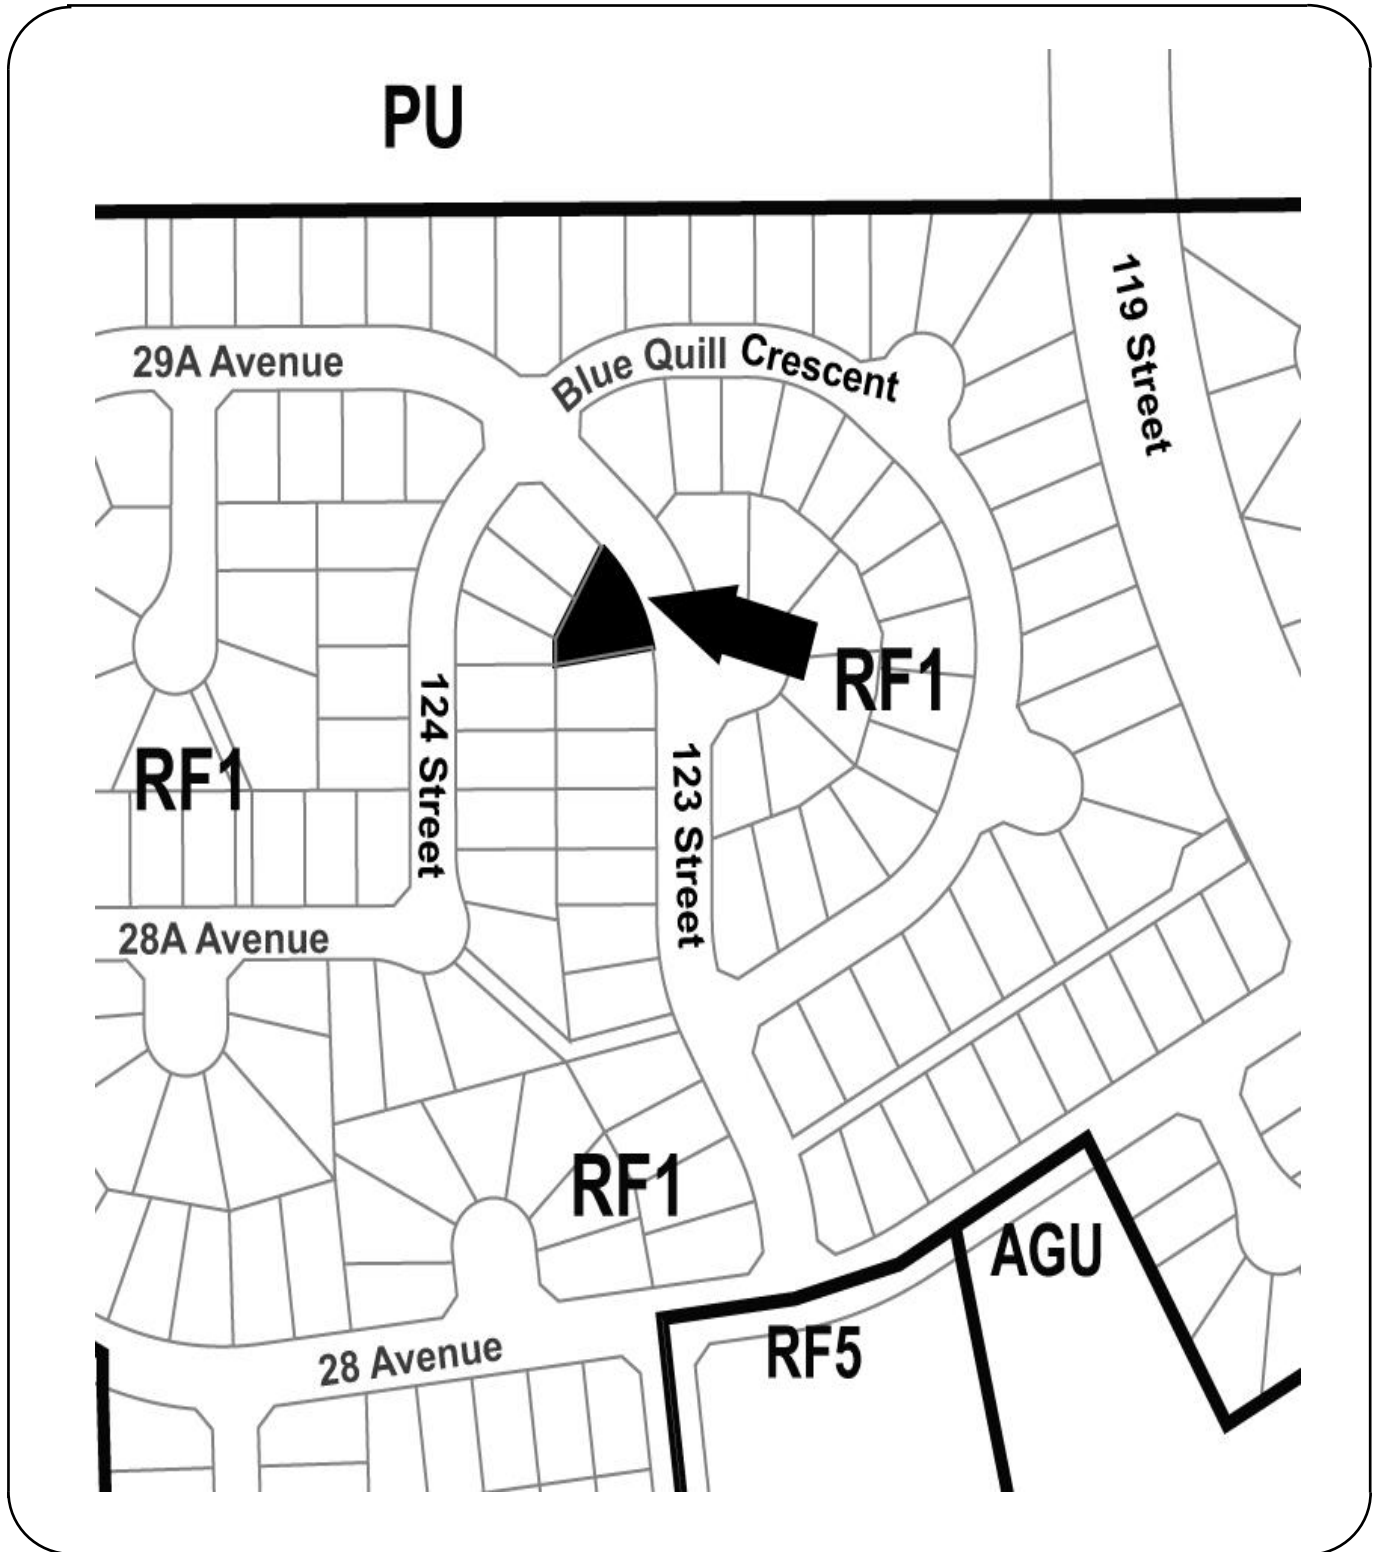 PU
119 Street
29A Avenue
Blue Quill Crescent
RF1
124 Street
RF1
123 Street
28A Avenue
RF1
AGU
28 Avenue
RF5